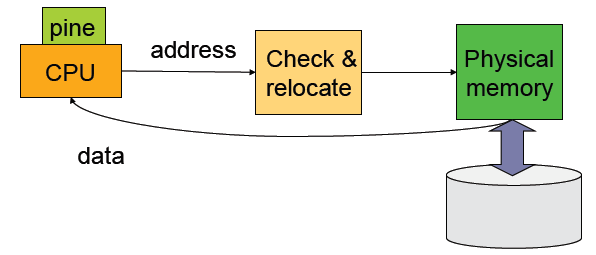 pine
CPU
address
Check &
relocate
Physical
memory
data